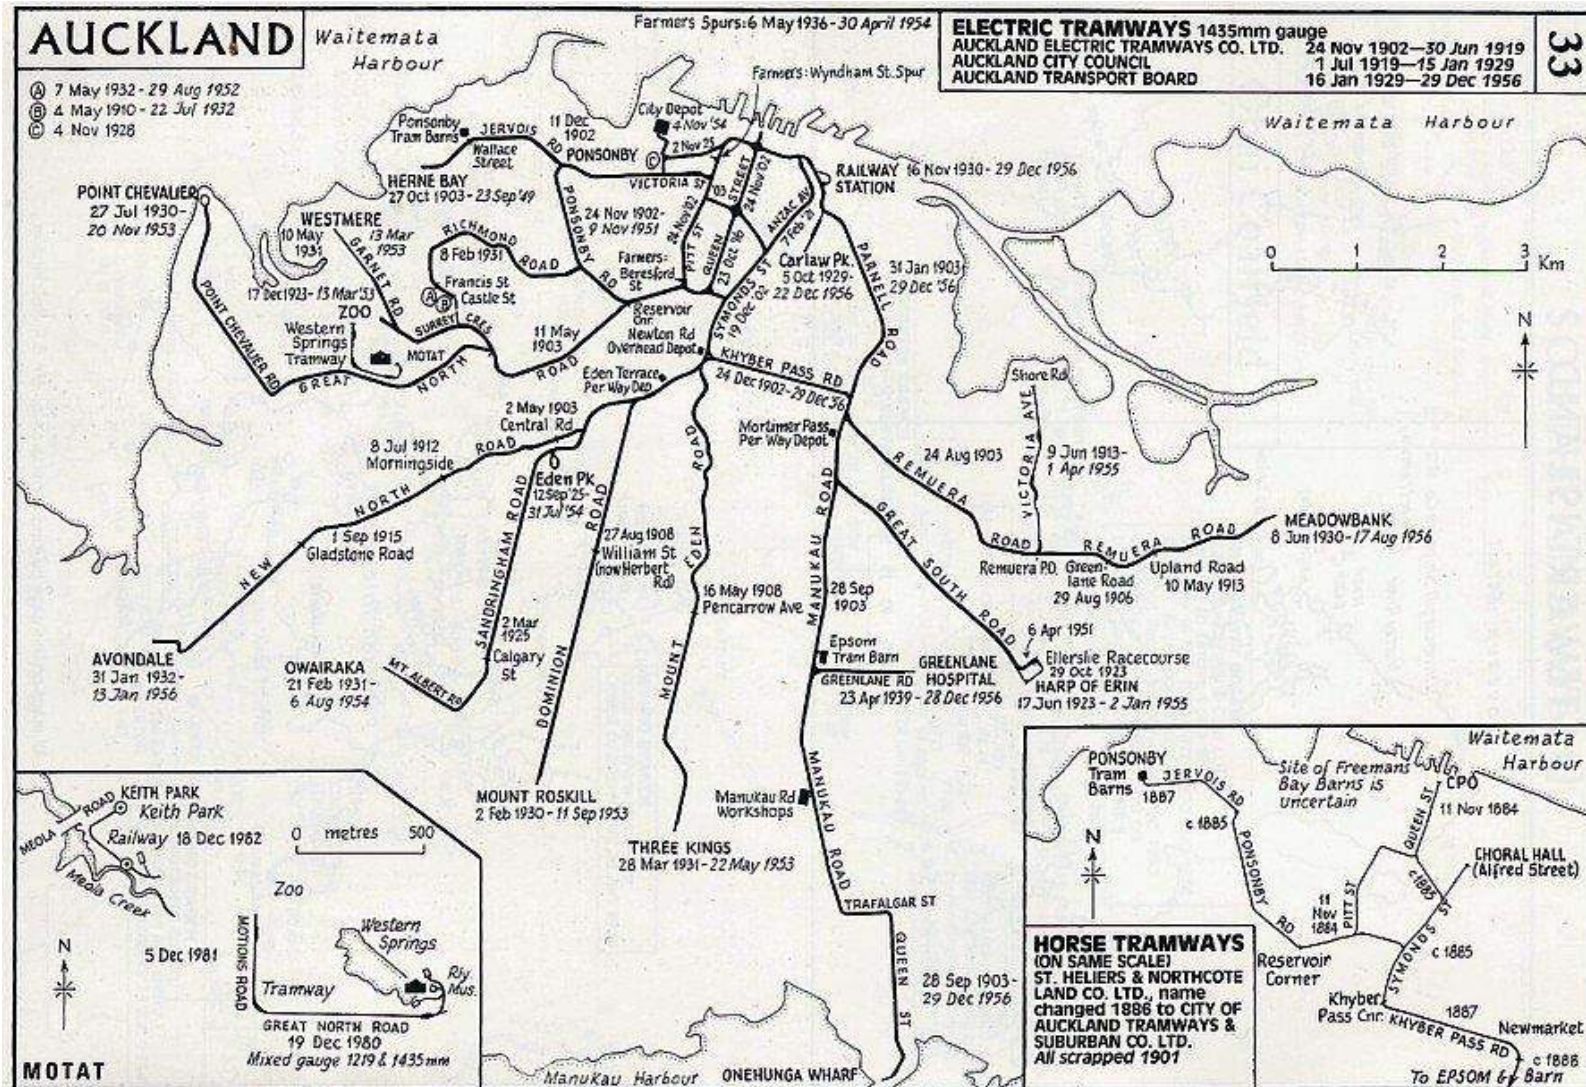 AUCKLAND
Waitemata
Harbour
Farmers Spurs: 6 May 1936-30 April 1954
ELECTRIC TRAMWAYS 1435mm gauge
AUCKLAND ELECTRIC TRAMWAYS CO. LTD. 24 Nov 1902—30 Jun 1919
AUCKLAND CITY COUNCIL 1 Jul 1919—15 Jan 1929
AUCKLAND TRANSPORT BOARD 16 Jan 1929—29 Dec 1956
33
A 7 May 1932-29 Aug 1952
B 4 May 1910-22 Jul 1932
C 4 Nov 1928
Farmers: Wyndham St. Spur
City Depot
4 Nov '54
2 Nov 25
C
Waitemata Harbour
Ponsonby
Tram Barns
JERVOIS RD
11 Dec
1902
Wallace
Street
PONSONBY
HERNE BAY
27 Oct 1903-23 Sep '49
VICTORIA ST
'03
STREET
24 Nov '02
RAILWAY
STATION
16 Nov 1930-29 Dec 1956
POINT CHEVALIER
27 Jul 1930-
20 Nov 1953
WESTMERE
10 May
1931
13 Mar
1953
GARNET RD
RICHMOND ROAD
8 Feb 1931
PONSONBY RD
24 Nov 1902-
9 Nov 1951
24 Nov '02
PITT ST
QUEEN
23 Oct '16
ANZAC AV
7 Feb '21
Farmers:
Beresford
St
SYMONDS ST
19 Dec '02
Carlaw Pk.
5 Oct 1929-
22 Dec 1956
PARNELL ROAD
31 Jan 1903-
29 Dec '56
0 1 2 3 Km
N
POINT CHEVALIER RD
17 Dec 1923-13 Mar '53
ZOO
Francis St
Castle St
A
B
SURREY CRES
Western
Springs
Tramway
MOTAT
GREAT NORTH ROAD
11 May
1903
Reservoir
Cnr.
Newton Rd
Overhead Depot
KHYBER PASS RD
24 Dec 1902-29 Dec '56
Eden Terrace
Per Way Dep
Shore Rd
VICTORIA AVE
9 Jun 1913-
1 Apr 1955
2 May 1903
Central Rd
Mortimer Pass
Per Way Depot
24 Aug 1903
REMUERA ROAD
8 Jul 1912
Morningside
NEW NORTH ROAD
Eden Pk
12 Sep '25-
31 Jul '54
1 Sep 1915
Gladstone Road
SANDRINGHAM ROAD
DOMINION ROAD
27 Aug 1908
William St
(now Herbert
Rd)
MOUNT EDEN ROAD
16 May 1908
Pencarrow Ave
MANUKAU ROAD
28 Sep
1903
GREAT SOUTH ROAD
REMUERA ROAD
MEADOWBANK
8 Jun 1930-17 Aug 1956
Remuera P.O.
Green-
lane Road
29 Aug 1906
Upland Road
10 May 1913
2 Mar
1925
Calgary
St
6 Apr 1951
Ellerslie Racecourse
29 Oct 1923
HARP OF ERIN
17 Jun 1923-2 Jan 1955
Epsom
Tram Barn
GREENLANE
HOSPITAL
GREENLANE RD
23 Apr 1939-28 Dec 1956
AVONDALE
31 Jan 1932-
13 Jan 1956
OWAIRAKA
21 Feb 1931-
6 Aug 1954
MT. ALBERT RD
MOUNT ROSKILL
2 Feb 1930-11 Sep 1953
THREE KINGS
28 Mar 1931-22 May 1953
Manukau Rd
Workshops
MANUKAU ROAD
TRAFALGAR ST
QUEEN ST
28 Sep 1903-
29 Dec 1956
Manukau Harbour
ONEHUNGA WHARF
MEOLA ROAD
KEITH PARK
Keith Park
Railway 18 Dec 1982
Meola Creek
0 metres 500
Zoo
5 Dec 1981
N
MOTIONS ROAD
Western
Springs
Tramway
Rly
Mus.
GREAT NORTH ROAD
19 Dec 1980
Mixed gauge 1219 & 1435mm
MOTAT
PONSONBY
Tram
Barns
JERVOIS RD
1887
c 1885
Site of Freemans
Bay Barns is
uncertain
Waitemata
Harbour
CPO
11 Nov 1884
QUEEN ST
N
PONSONBY RD
CHORAL HALL
(Alfred Street)
c 1885
11
Nov
1884
PITT ST
SYMONDS ST
c 1885
Reservoir
Corner
Khyber
Pass Cnr.
1887
KHYBER PASS RD
Newmarket
c 1886
To EPSOM & Barn
HORSE TRAMWAYS
(ON SAME SCALE)
ST. HELIERS & NORTHCOTE
LAND CO. LTD., name
changed 1886 to CITY OF
AUCKLAND TRAMWAYS &
SUBURBAN CO. LTD.
All scrapped 1901